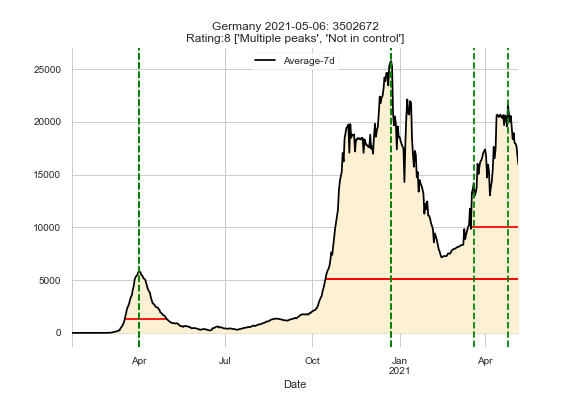 Germany 2021-05-06: 3502672
Rating:8 ['Multiple peaks', 'Not in control']
Average-7d
25000
20000
15000
10000
5000
0
Apr
Jul
Oct
Jan
2021
Apr
Date